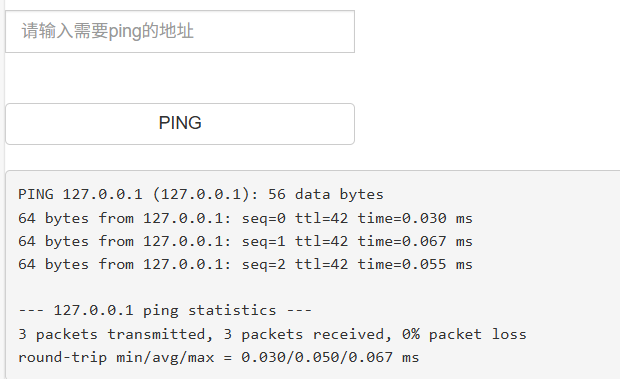 请输入需要ping的地址
PING
PING 127.0.0.1 (127.0.0.1): 56 data bytes
64 bytes from 127.0.0.1: seq=0 ttl=42 time=0.030 ms
64 bytes from 127.0.0.1: seq=1 ttl=42 time=0.067 ms
64 bytes from 127.0.0.1: seq=2 ttl=42 time=0.055 ms
--- 127.0.0.1 ping statistics ---
3 packets transmitted, 3 packets received, 0% packet loss
round-trip min/avg/max = 0.030/0.050/0.067 ms